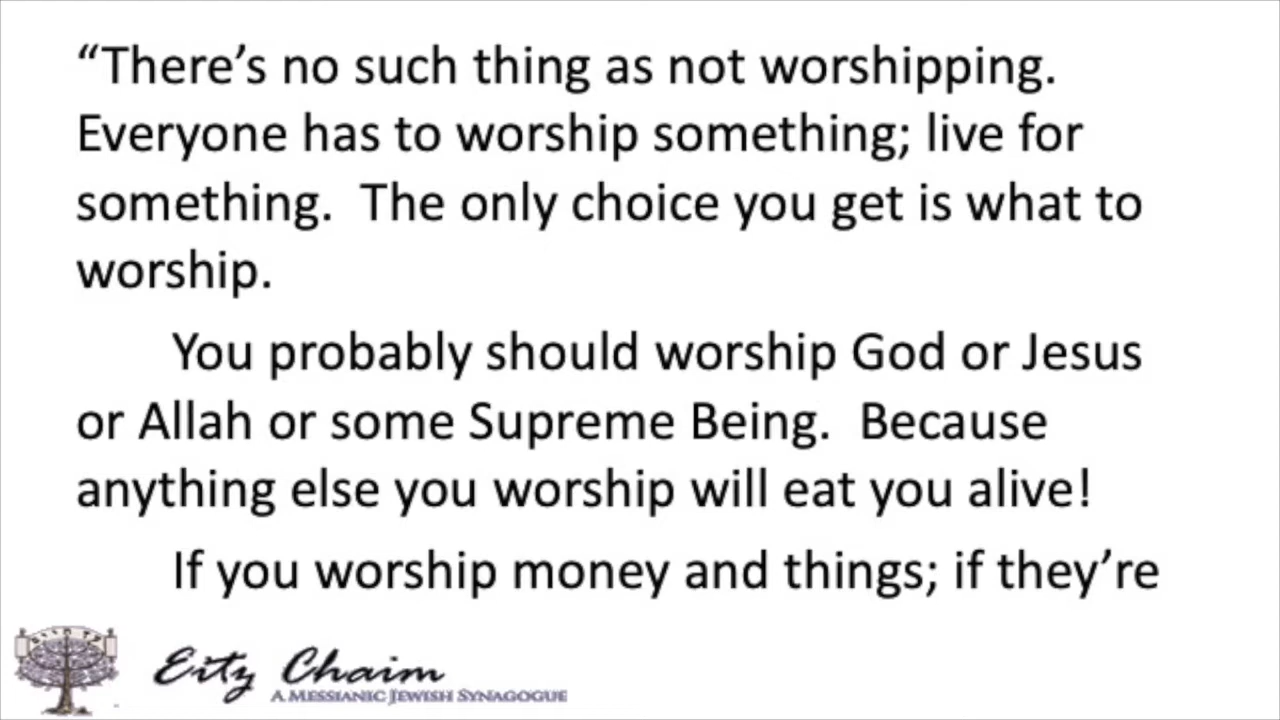 “There’s no such thing as not worshipping.
Everyone has to worship something; live for
something.  The only choice you get is what to
worship.
You probably should worship God or Jesus
or Allah or some Supreme Being.  Because
anything else you worship will eat you alive!
If you worship money and things; if they’re
Eitz Chaim
A Messianic Jewish Synagogue